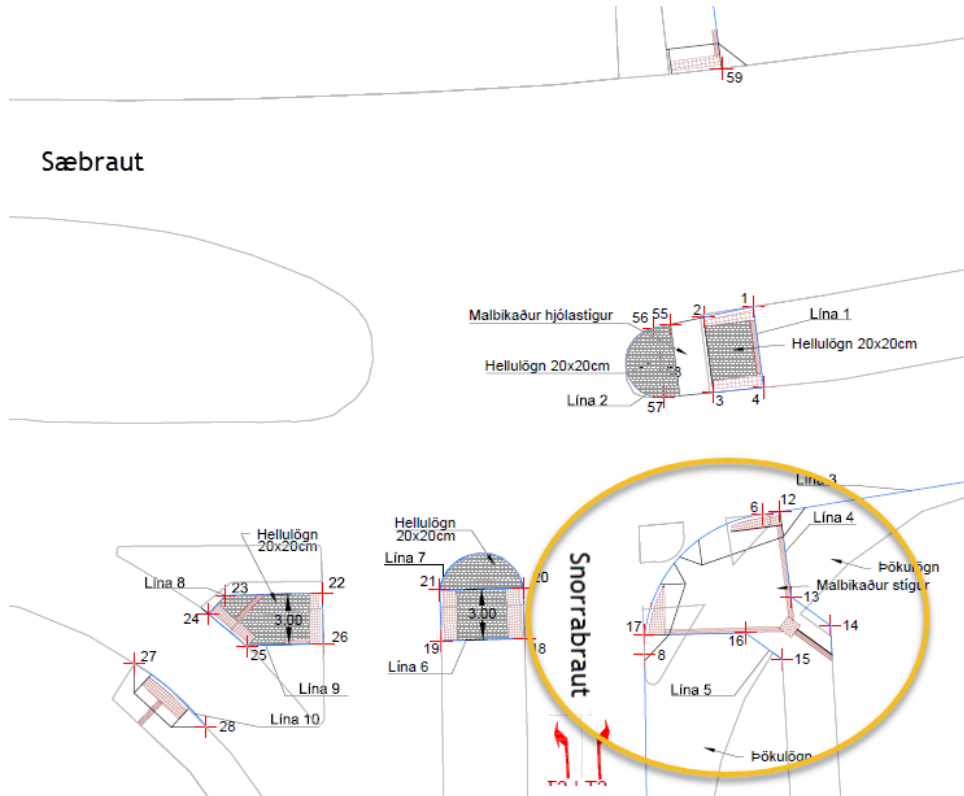 59
Sæbraut
1
2
Malbikaður hjólastígur
56
55
Lína 1
Hellulögn 20x20cm
Hellulögn 20x20cm
3
Lína 2
57
3
4
Lína 3
12
6
Lína 4
Hellulögn
20x20cm
Hellulögn
20x20cm
Lína 7
Snorrabraut
Þökulögn
Malbikaður stígur
Lína 8
23
22
21
20
13
24
3.00
3.00
14
17
16
25
26
19
18
8
15
Lína 6
27
Lína 9
Lína 5
Lína 10
28
Þökulögn